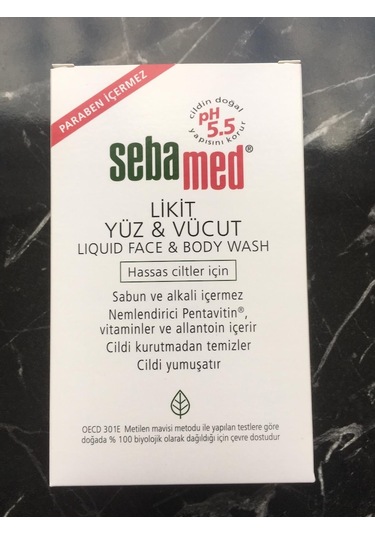 PARABEN İÇERMEZ
cildin doğal
pH
5.5
yapısını korur
sebamed®
LİKİT
YÜZ & VÜCUT
LIQUID FACE & BODY WASH
Hassas ciltler için
Sabun ve alkali içermez
Nemlendirici Pentavitin®,
vitaminler ve allantoin içerir
Cildi kurutmadan temizler
Cildi yumuşatır
OECD 301E Metilen mavisi metodu ile yapılan testlere göre
doğada % 100 biyolojik olarak dağıldığı için çevre dostudur